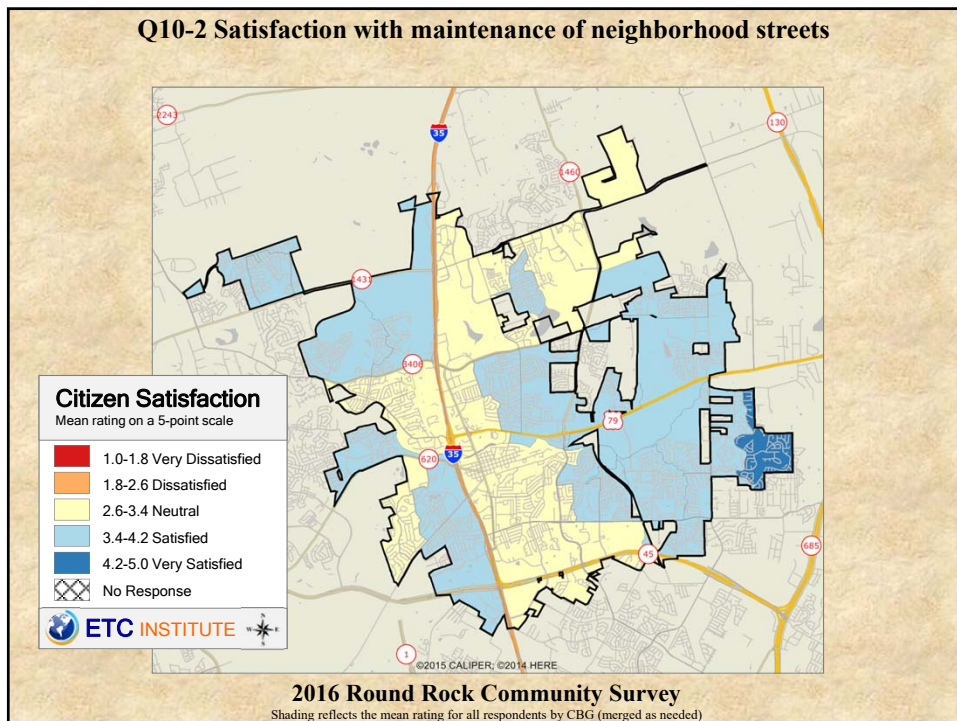 Q10-2 Satisfaction with maintenance of neighborhood streets
2243
35
130
1460
1431
3406
79
620
35
45
685
1
Citizen Satisfaction
Mean rating on a 5-point scale
1.0-1.8 Very Dissatisfied
1.8-2.6 Dissatisfied
2.6-3.4 Neutral
3.4-4.2 Satisfied
4.2-5.0 Very Satisfied
No Response
ETC INSTITUTE
N
W E
S
©2015 CALIPER; ©2014 HERE
2016 Round Rock Community Survey
Shading reflects the mean rating for all respondents by CBG (merged as needed)